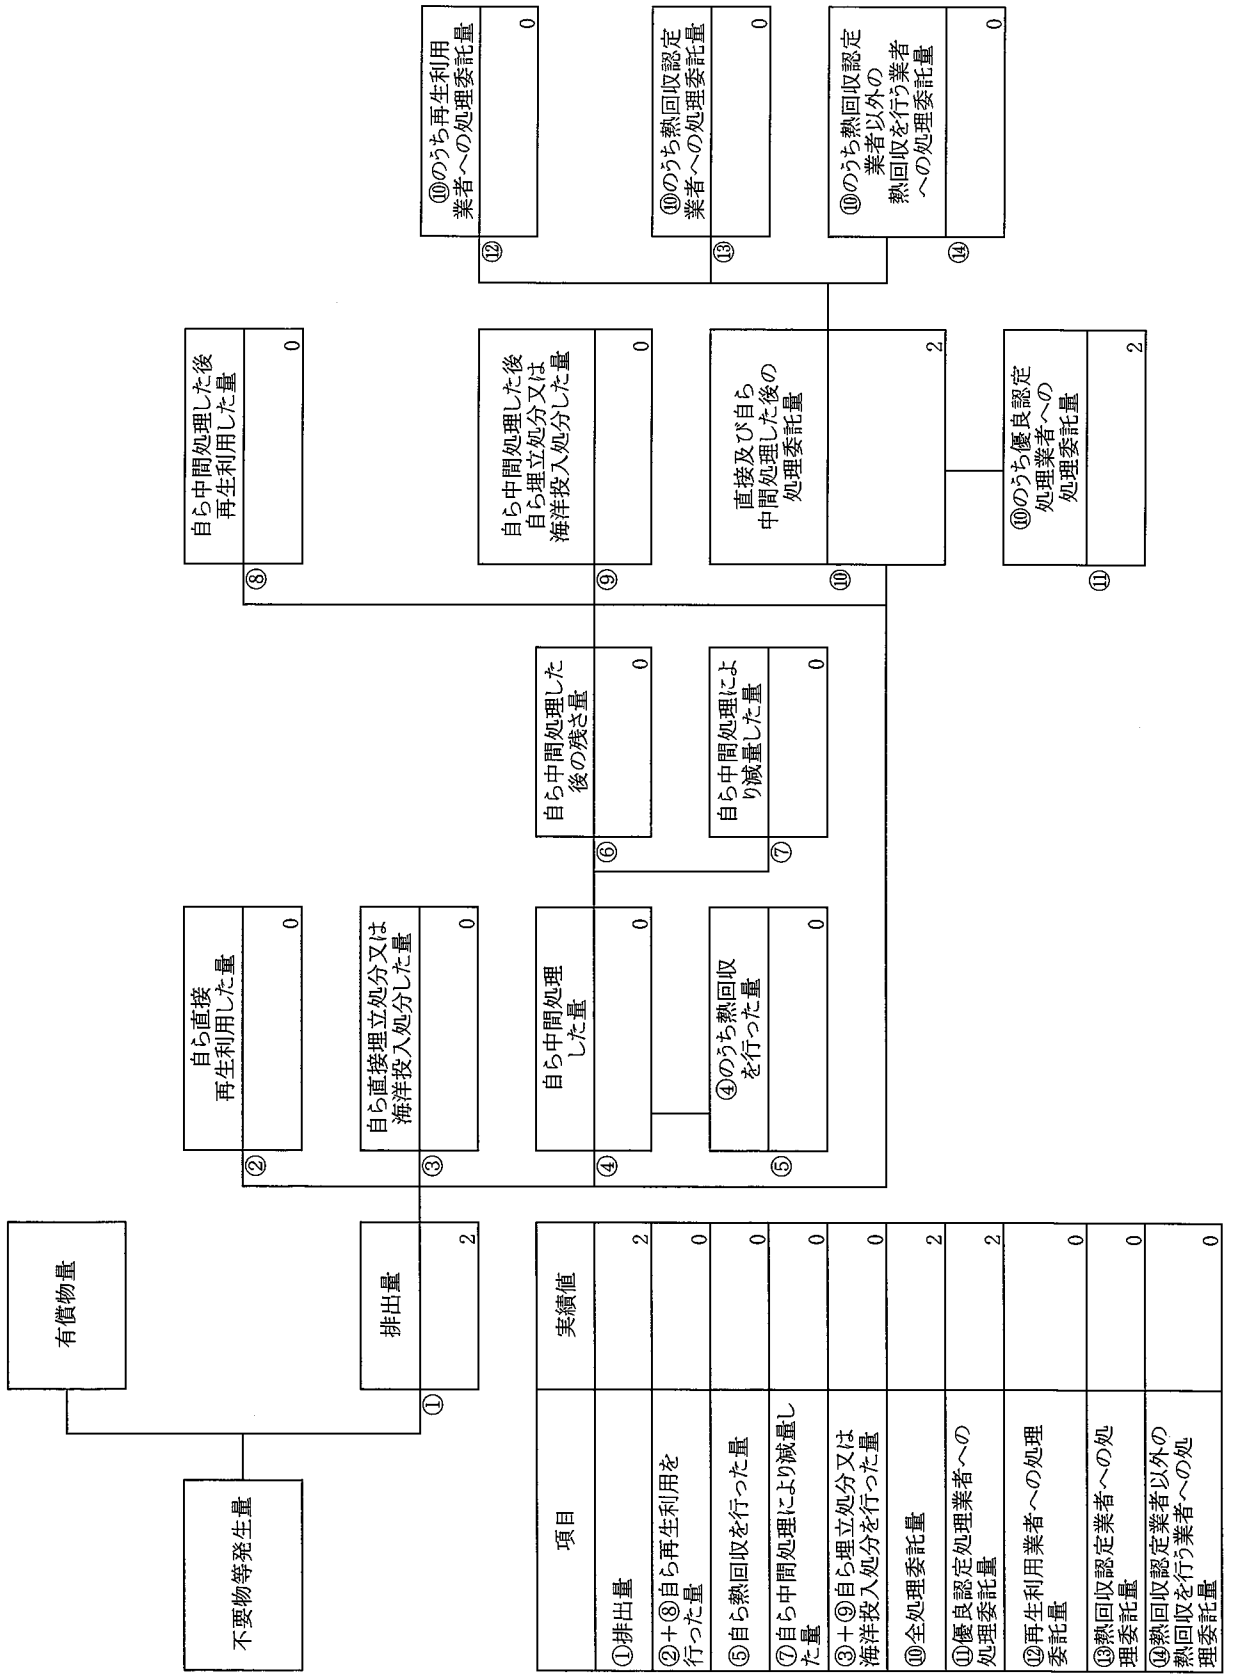 不要物等発生量
有償物量
排出量
①
2
自ら直接
再生利用した量
②
0
自ら直接埋立処分又は
海洋投入処分した量
③
0
自ら中間処理
した量
④
0
④のうち熱回収
を行った量
⑤
0
自ら中間処理した
後の残さ量
⑥
0
自ら中間処理によ
り減量した量
⑦
0
自ら中間処理した後
再生利用した量
⑧
0
自ら中間処理した後
自ら埋立処分又は
海洋投入処分した量
⑨
0
直接及び自ら
中間処理した後の
処理委託量
⑩
2
⑩のうち優良認定
処理業者への
処理委託量
⑪
2
⑩のうち再生利用
業者への処理委託量
⑫
0
⑩のうち熱回収認定
業者への処理委託量
⑬
0
⑩のうち熱回収認定
業者以外の
熱回収を行う業者
への処理委託量
⑭
0
項目 実績値
①排出量 2
②+⑧自ら再生利用を
行った量 0
⑤自ら熱回収を行った量 0
⑦自ら中間処理により減量し
た量 0
③+⑨自ら埋立処分又は
海洋投入処分を行った量 0
⑩全処理委託量 2
⑪優良認定処理業者への
処理委託量 2
⑫再生利用業者への処理
委託量 0
⑬熱回収認定業者への処
理委託量 0
⑭熱回収認定業者以外の
熱回収を行う業者への処
理委託量 0